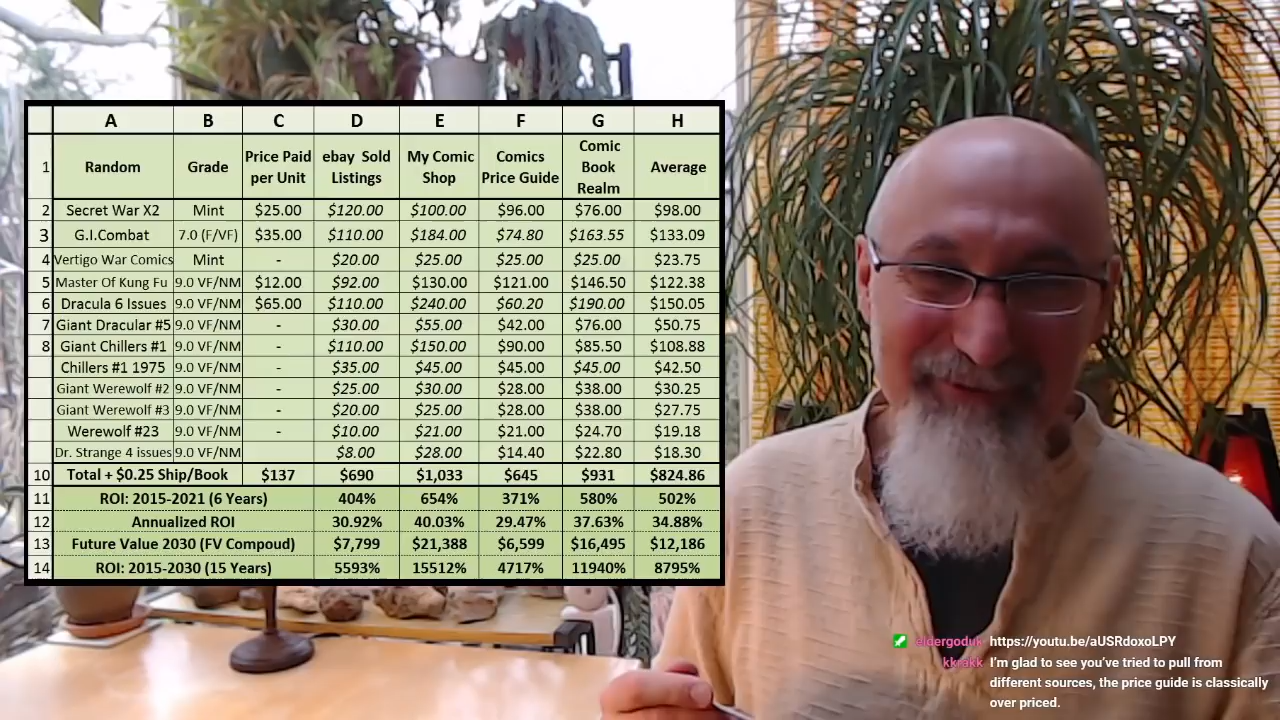 A B C D E F G H
1 Random Grade Price Paid per Unit ebay Sold Listings My Comic Shop Comics Price Guide Comic Book Realm Average
2 Secret War X2 Mint $25.00 $120.00 $100.00 $96.00 $76.00 $98.00
3 G.I.Combat 7.0 (F/VF) $35.00 $110.00 $184.00 $74.80 $163.55 $133.09
4 Vertigo War Comics Mint - $20.00 $25.00 $25.00 $25.00 $23.75
5 Master Of Kung Fu 9.0 VF/NM $12.00 $92.00 $130.00 $121.00 $146.50 $122.38
6 Dracula 6 Issues 9.0 VF/NM $65.00 $110.00 $240.00 $60.20 $190.00 $150.05
7 Giant Dracular #5 9.0 VF/NM - $30.00 $55.00 $42.00 $76.00 $50.75
8 Giant Chillers #1 9.0 VF/NM - $110.00 $150.00 $90.00 $85.50 $108.88
Chillers #1 1975 9.0 VF/NM - $35.00 $45.00 $45.00 $45.00 $42.50
Giant Werewolf #2 9.0 VF/NM - $25.00 $30.00 $28.00 $38.00 $30.25
Giant Werewolf #3 9.0 VF/NM - $20.00 $25.00 $28.00 $38.00 $27.75
Werewolf #23 9.0 VF/NM - $10.00 $21.00 $21.00 $24.70 $19.18
Dr. Strange 4 issues 9.0 VF/NM $8.00 $28.00 $14.40 $22.80 $18.30
10 Total + $0.25 Ship/Book $137 $690 $1,033 $645 $931 $824.86
11 ROI: 2015-2021 (6 Years) 404% 654% 371% 580% 502%
12 Annualized ROI 30.92% 40.03% 29.47% 37.63% 34.88%
13 Future Value 2030 (FV Compoud) $7,799 $21,388 $6,599 $16,495 $12,186
14 ROI: 2015-2030 (15 Years) 5593% 15512% 4717% 11940% 8795%
eldergoduk https://youtu.be/aUSRdoxoLPY
I'm glad to see you've tried to pull from
different sources, the price guide is classically
over priced.